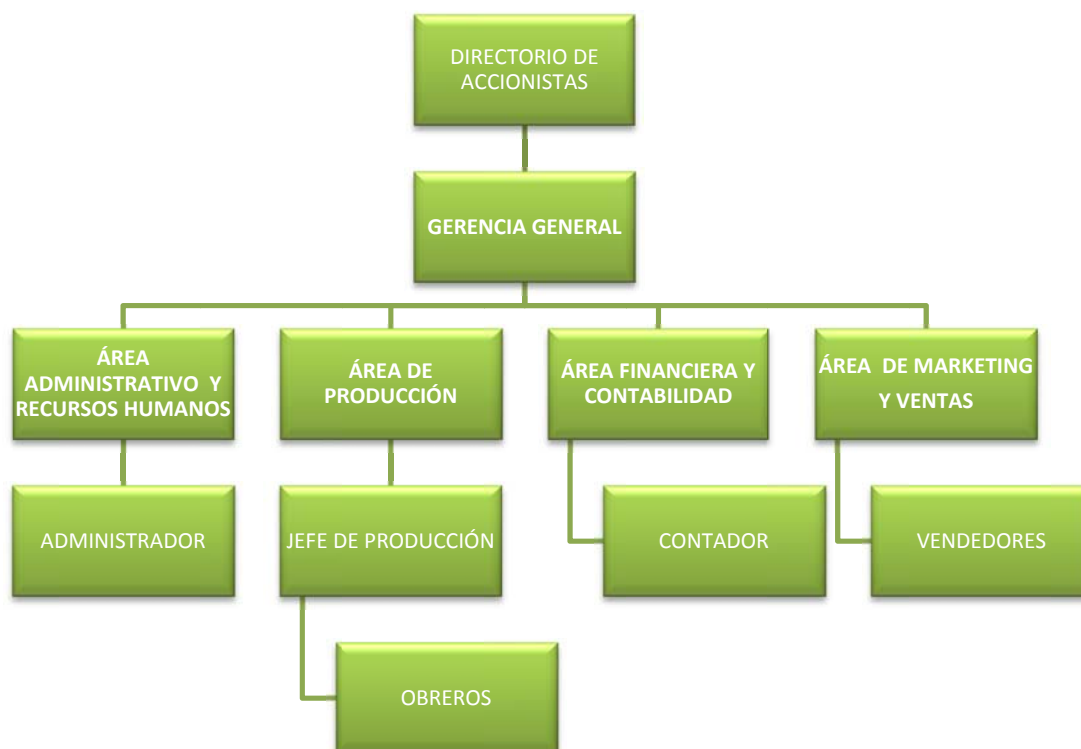 DIRECTORIO DE
ACCIONISTAS
GERENCIA GENERAL
ÁREA
ADMINISTRATIVO Y
RECURSOS HUMANOS
ÁREA DE
PRODUCCIÓN
ÁREA FINANCIERA Y
CONTABILIDAD
ÁREA DE MARKETING
Y VENTAS
ADMINISTRADOR
JEFE DE PRODUCCIÓN
CONTADOR
VENDEDORES
OBREROS